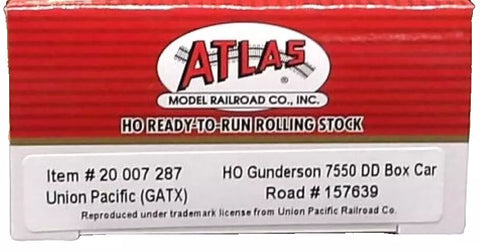 ATLAS
®
MODEL RAILROAD CO., INC.
HO READY-TO-RUN ROLLING STOCK
Item # 20 007 287 HO Gunderson 7550 DD Box Car
Union Pacific (GATX) Road # 157639
Reproduced under trademark license from Union Pacific Railroad Co.